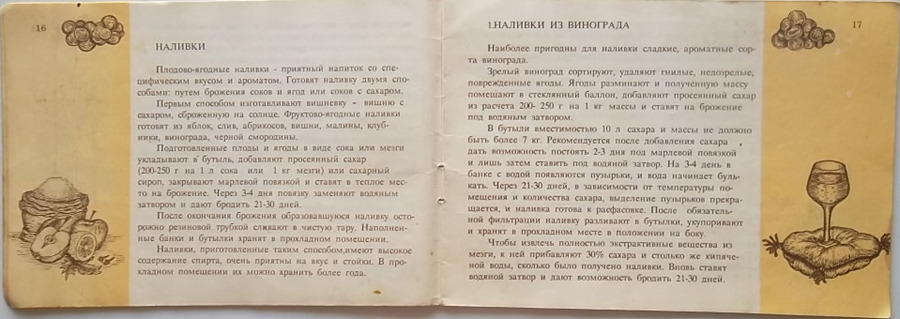 16
НАЛИВКИ
Плодово-ягодные наливки - приятный напиток со спе-
цифическим вкусом и ароматом. Готовят наливку двумя спо-
собами: путем брожения соков и ягод или соков с сахаром.
Первым способом изготавливают вишневку - вишню с
сахаром, сброженную на солнце. Фруктово-ягодные наливки
готовят из яблок, слив, абрикосов, вишни, малины, клуб-
ники, винограда, черной смородины.
Подготовленные плоды и ягоды в виде сока или мезги
укладывают в бутыль, добавляют просеянный сахар
(200-250 г на 1 л сока или 1 кг мезги) или сахарный
сироп, закрывают марлевой повязкой и ставят в теплое мес-
то на брожение. Через 3-4 дня повязку заменяют водяным
затвором и дают бродить 21-30 дней.
После окончания брожения образовавшуюся наливку осто-
рожно резиновой трубкой сливают в чистую тару. Наполнен-
ные банки и бутылки хранят в прохладном помещении.
Наливки, приготовленные таким способом,имеют высокое
содержание спирта, очень приятны на вкус и стойки. В про-
хладном помещении их можно хранить более года.
17
1.НАЛИВКИ ИЗ ВИНОГРАДА
Наиболее пригодны для наливки сладкие, ароматные сор-
та винограда.
Зрелый виноград сортируют, удаляют гнилые, недозрелые,
поврежденные ягоды. Ягоды разминают и полученную массу
помещают в стеклянный баллон, добавляют просеянный сахар
из расчета 200- 250 г на 1 кг массы и ставят на брожение
под водяным затвором.
В бутыли вместимостью 10 л сахара и массы не должно
быть более 7 кг. Рекомендуется после добавления сахара
дать возможность постоять 2-3 дня под марлевой повязкой
и лишь затем ставят под водяной затвор. На 3-4 день в
банке с водой появляются пузырьки, и вода начинает буль-
кать. Через 21-30 дней, в зависимости от температуры по-
мещения и количества сахара, выделение пузырьков прекра-
щается, и наливка готова к расфасовке. После обязатель-
ной фильтрации наливку разливают в бутылки, укупоривают
и хранят в прохладном месте в положении на боку.
Чтобы извлечь полностью экстрактивные вещества из
мезги, к ней прибавляют 30% сахара и столько же кипяче-
ной воды, сколько было получено наливки. Вновь ставят
водяной затвор и дают возможность бродить 21-30 дней.